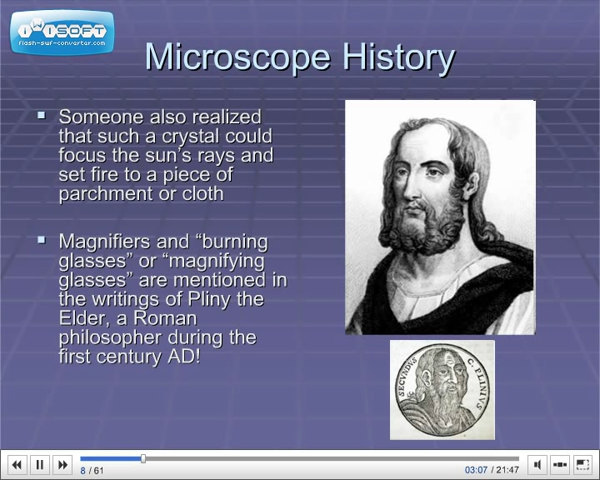 iWiSOFT
flash-swf-converter.com
Microscope History
Someone also realized
that such a crystal could
focus the sun's rays and
set fire to a piece of
parchment or cloth
Magnifiers and “burning
glasses” or “magnifying
glasses” are mentioned in
the writings of Pliny the
Elder, a Roman
philosopher during the
first century AD!
SECVNDVS
C. PLINIVS
8 / 61
03:07 / 21:47